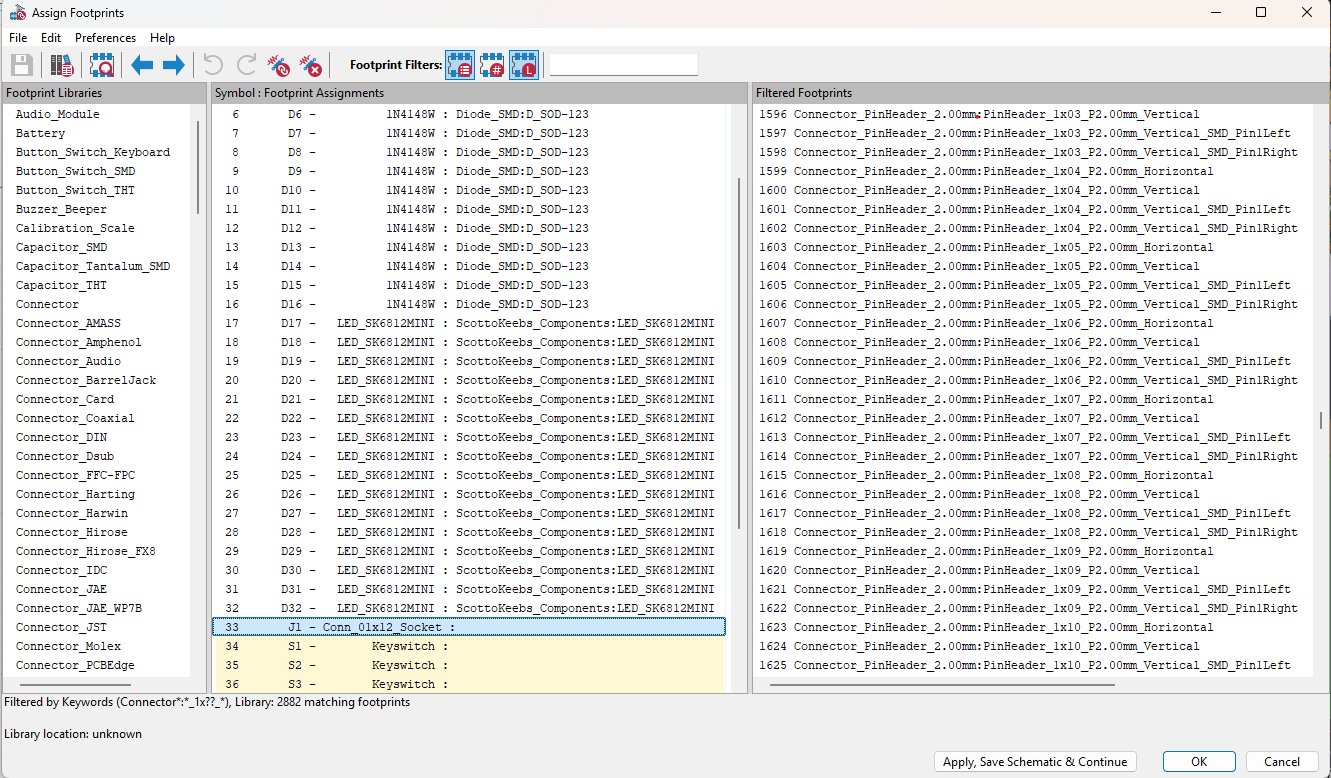 Assign Footprints
File Edit Preferences Help
Footprint Filters:
Footprint Libraries
Audio_Module
Battery
Button_Switch_Keyboard
Button_Switch_SMD
Button_Switch_THT
Buzzer_Beeper
Calibration_Scale
Capacitor_SMD
Capacitor_Tantalum_SMD
Capacitor_THT
Connector
Connector_AMASS
Connector_Amphenol
Connector_Audio
Connector_BarrelJack
Connector_Card
Connector_Coaxial
Connector_DIN
Connector_Dsub
Connector_FFC-FPC
Connector_Harting
Connector_Harwin
Connector_Hirose
Connector_Hirose_FX8
Connector_IDC
Connector_JAE
Connector_JAE_WP7B
Connector_JST
Connector_Molex
Connector_PCBEdge
Symbol : Footprint Assignments
6 D6 - 1N4148W : Diode_SMD:D_SOD-123
7 D7 - 1N4148W : Diode_SMD:D_SOD-123
8 D8 - 1N4148W : Diode_SMD:D_SOD-123
9 D9 - 1N4148W : Diode_SMD:D_SOD-123
10 D10 - 1N4148W : Diode_SMD:D_SOD-123
11 D11 - 1N4148W : Diode_SMD:D_SOD-123
12 D12 - 1N4148W : Diode_SMD:D_SOD-123
13 D13 - 1N4148W : Diode_SMD:D_SOD-123
14 D14 - 1N4148W : Diode_SMD:D_SOD-123
15 D15 - 1N4148W : Diode_SMD:D_SOD-123
16 D16 - 1N4148W : Diode_SMD:D_SOD-123
17 D17 - LED_SK6812MINI : ScottoKeebs_Components:LED_SK6812MINI
18 D18 - LED_SK6812MINI : ScottoKeebs_Components:LED_SK6812MINI
19 D19 - LED_SK6812MINI : ScottoKeebs_Components:LED_SK6812MINI
20 D20 - LED_SK6812MINI : ScottoKeebs_Components:LED_SK6812MINI
21 D21 - LED_SK6812MINI : ScottoKeebs_Components:LED_SK6812MINI
22 D22 - LED_SK6812MINI : ScottoKeebs_Components:LED_SK6812MINI
23 D23 - LED_SK6812MINI : ScottoKeebs_Components:LED_SK6812MINI
24 D24 - LED_SK6812MINI : ScottoKeebs_Components:LED_SK6812MINI
25 D25 - LED_SK6812MINI : ScottoKeebs_Components:LED_SK6812MINI
26 D26 - LED_SK6812MINI : ScottoKeebs_Components:LED_SK6812MINI
27 D27 - LED_SK6812MINI : ScottoKeebs_Components:LED_SK6812MINI
28 D28 - LED_SK6812MINI : ScottoKeebs_Components:LED_SK6812MINI
29 D29 - LED_SK6812MINI : ScottoKeebs_Components:LED_SK6812MINI
30 D30 - LED_SK6812MINI : ScottoKeebs_Components:LED_SK6812MINI
31 D31 - LED_SK6812MINI : ScottoKeebs_Components:LED_SK6812MINI
32 D32 - LED_SK6812MINI : ScottoKeebs_Components:LED_SK6812MINI
33 J1 - Conn_01x12_Socket :
34 S1 - Keyswitch :
35 S2 - Keyswitch :
36 S3 - Keyswitch :
Filtered Footprints
1596 Connector_PinHeader_2.00mm:PinHeader_1x03_P2.00mm_Vertical
1597 Connector_PinHeader_2.00mm:PinHeader_1x03_P2.00mm_Vertical_SMD_Pin1Left
1598 Connector_PinHeader_2.00mm:PinHeader_1x03_P2.00mm_Vertical_SMD_Pin1Right
1599 Connector_PinHeader_2.00mm:PinHeader_1x04_P2.00mm_Horizontal
1600 Connector_PinHeader_2.00mm:PinHeader_1x04_P2.00mm_Vertical
1601 Connector_PinHeader_2.00mm:PinHeader_1x04_P2.00mm_Vertical_SMD_Pin1Left
1602 Connector_PinHeader_2.00mm:PinHeader_1x04_P2.00mm_Vertical_SMD_Pin1Right
1603 Connector_PinHeader_2.00mm:PinHeader_1x05_P2.00mm_Horizontal
1604 Connector_PinHeader_2.00mm:PinHeader_1x05_P2.00mm_Vertical
1605 Connector_PinHeader_2.00mm:PinHeader_1x05_P2.00mm_Vertical_SMD_Pin1Left
1606 Connector_PinHeader_2.00mm:PinHeader_1x05_P2.00mm_Vertical_SMD_Pin1Right
1607 Connector_PinHeader_2.00mm:PinHeader_1x06_P2.00mm_Horizontal
1608 Connector_PinHeader_2.00mm:PinHeader_1x06_P2.00mm_Vertical
1609 Connector_PinHeader_2.00mm:PinHeader_1x06_P2.00mm_Vertical_SMD_Pin1Left
1610 Connector_PinHeader_2.00mm:PinHeader_1x06_P2.00mm_Vertical_SMD_Pin1Right
1611 Connector_PinHeader_2.00mm:PinHeader_1x07_P2.00mm_Horizontal
1612 Connector_PinHeader_2.00mm:PinHeader_1x07_P2.00mm_Vertical
1613 Connector_PinHeader_2.00mm:PinHeader_1x07_P2.00mm_Vertical_SMD_Pin1Left
1614 Connector_PinHeader_2.00mm:PinHeader_1x07_P2.00mm_Vertical_SMD_Pin1Right
1615 Connector_PinHeader_2.00mm:PinHeader_1x08_P2.00mm_Horizontal
1616 Connector_PinHeader_2.00mm:PinHeader_1x08_P2.00mm_Vertical
1617 Connector_PinHeader_2.00mm:PinHeader_1x08_P2.00mm_Vertical_SMD_Pin1Left
1618 Connector_PinHeader_2.00mm:PinHeader_1x08_P2.00mm_Vertical_SMD_Pin1Right
1619 Connector_PinHeader_2.00mm:PinHeader_1x09_P2.00mm_Horizontal
1620 Connector_PinHeader_2.00mm:PinHeader_1x09_P2.00mm_Vertical
1621 Connector_PinHeader_2.00mm:PinHeader_1x09_P2.00mm_Vertical_SMD_Pin1Left
1622 Connector_PinHeader_2.00mm:PinHeader_1x09_P2.00mm_Vertical_SMD_Pin1Right
1623 Connector_PinHeader_2.00mm:PinHeader_1x10_P2.00mm_Horizontal
1624 Connector_PinHeader_2.00mm:PinHeader_1x10_P2.00mm_Vertical
1625 Connector_PinHeader_2.00mm:PinHeader_1x10_P2.00mm_Vertical_SMD_Pin1Left
Filtered by Keywords (Connector*:*_1x??_*), Library: 2882 matching footprints
Library location: unknown
Apply, Save Schematic & Continue
OK
Cancel